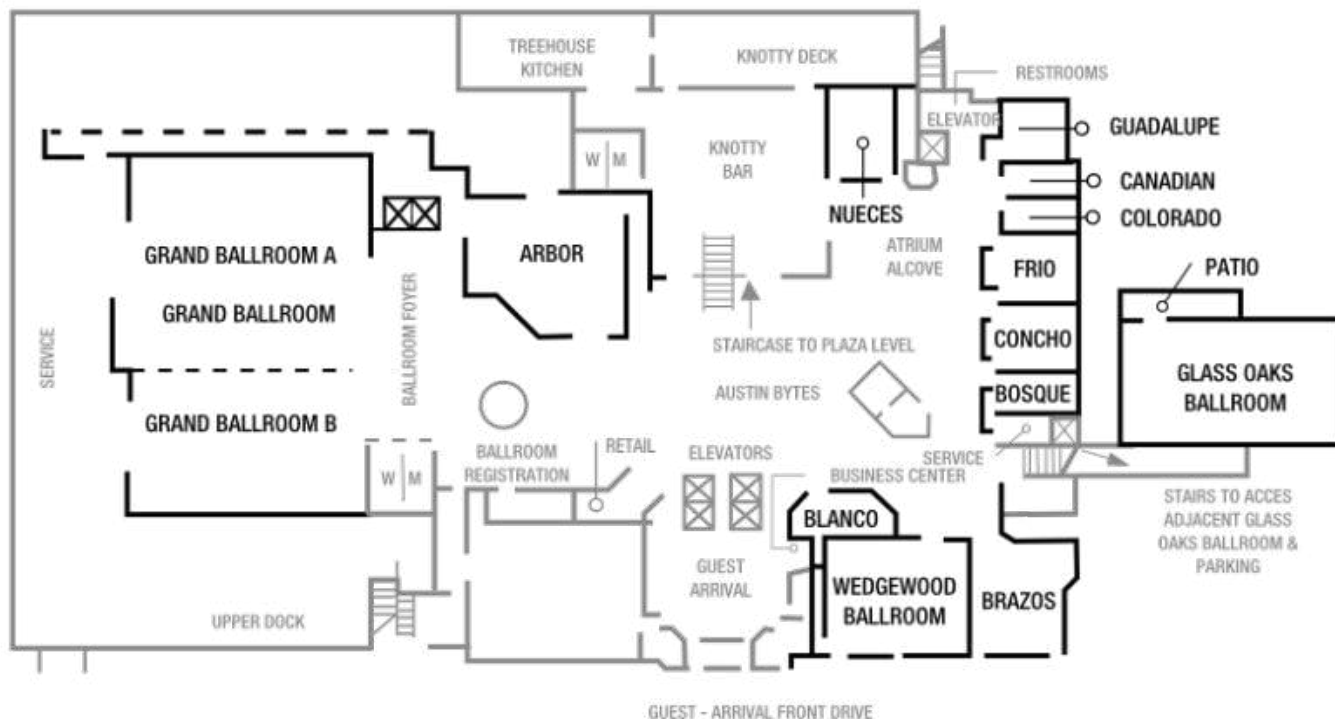 TREEHOUSE
KITCHEN
KNOTTY DECK
RESTROOMS
ELEVATOR
GUADALUPE
W M
KNOTTY
BAR
CANADIAN
NUECES
COLORADO
GRAND BALLROOM A
ARBOR
ATRIUM
ALCOVE
FRIO
PATIO
GRAND BALLROOM
SERVICE
BALLROOM FOYER
STAIRCASE TO PLAZA LEVEL
CONCHO
GLASS OAKS
BALLROOM
AUSTIN BYTES
BOSQUE
GRAND BALLROOM B
BALLROOM
REGISTRATION
RETAIL
ELEVATORS
SERVICE
BUSINESS CENTER
W M
BLANCO
STAIRS TO ACCES
ADJACENT GLASS
OAKS BALLROOM &
PARKING
GUEST
ARRIVAL
WEDGEWOOD
BALLROOM
BRAZOS
UPPER DOCK
GUEST - ARRIVAL FRONT DRIVE